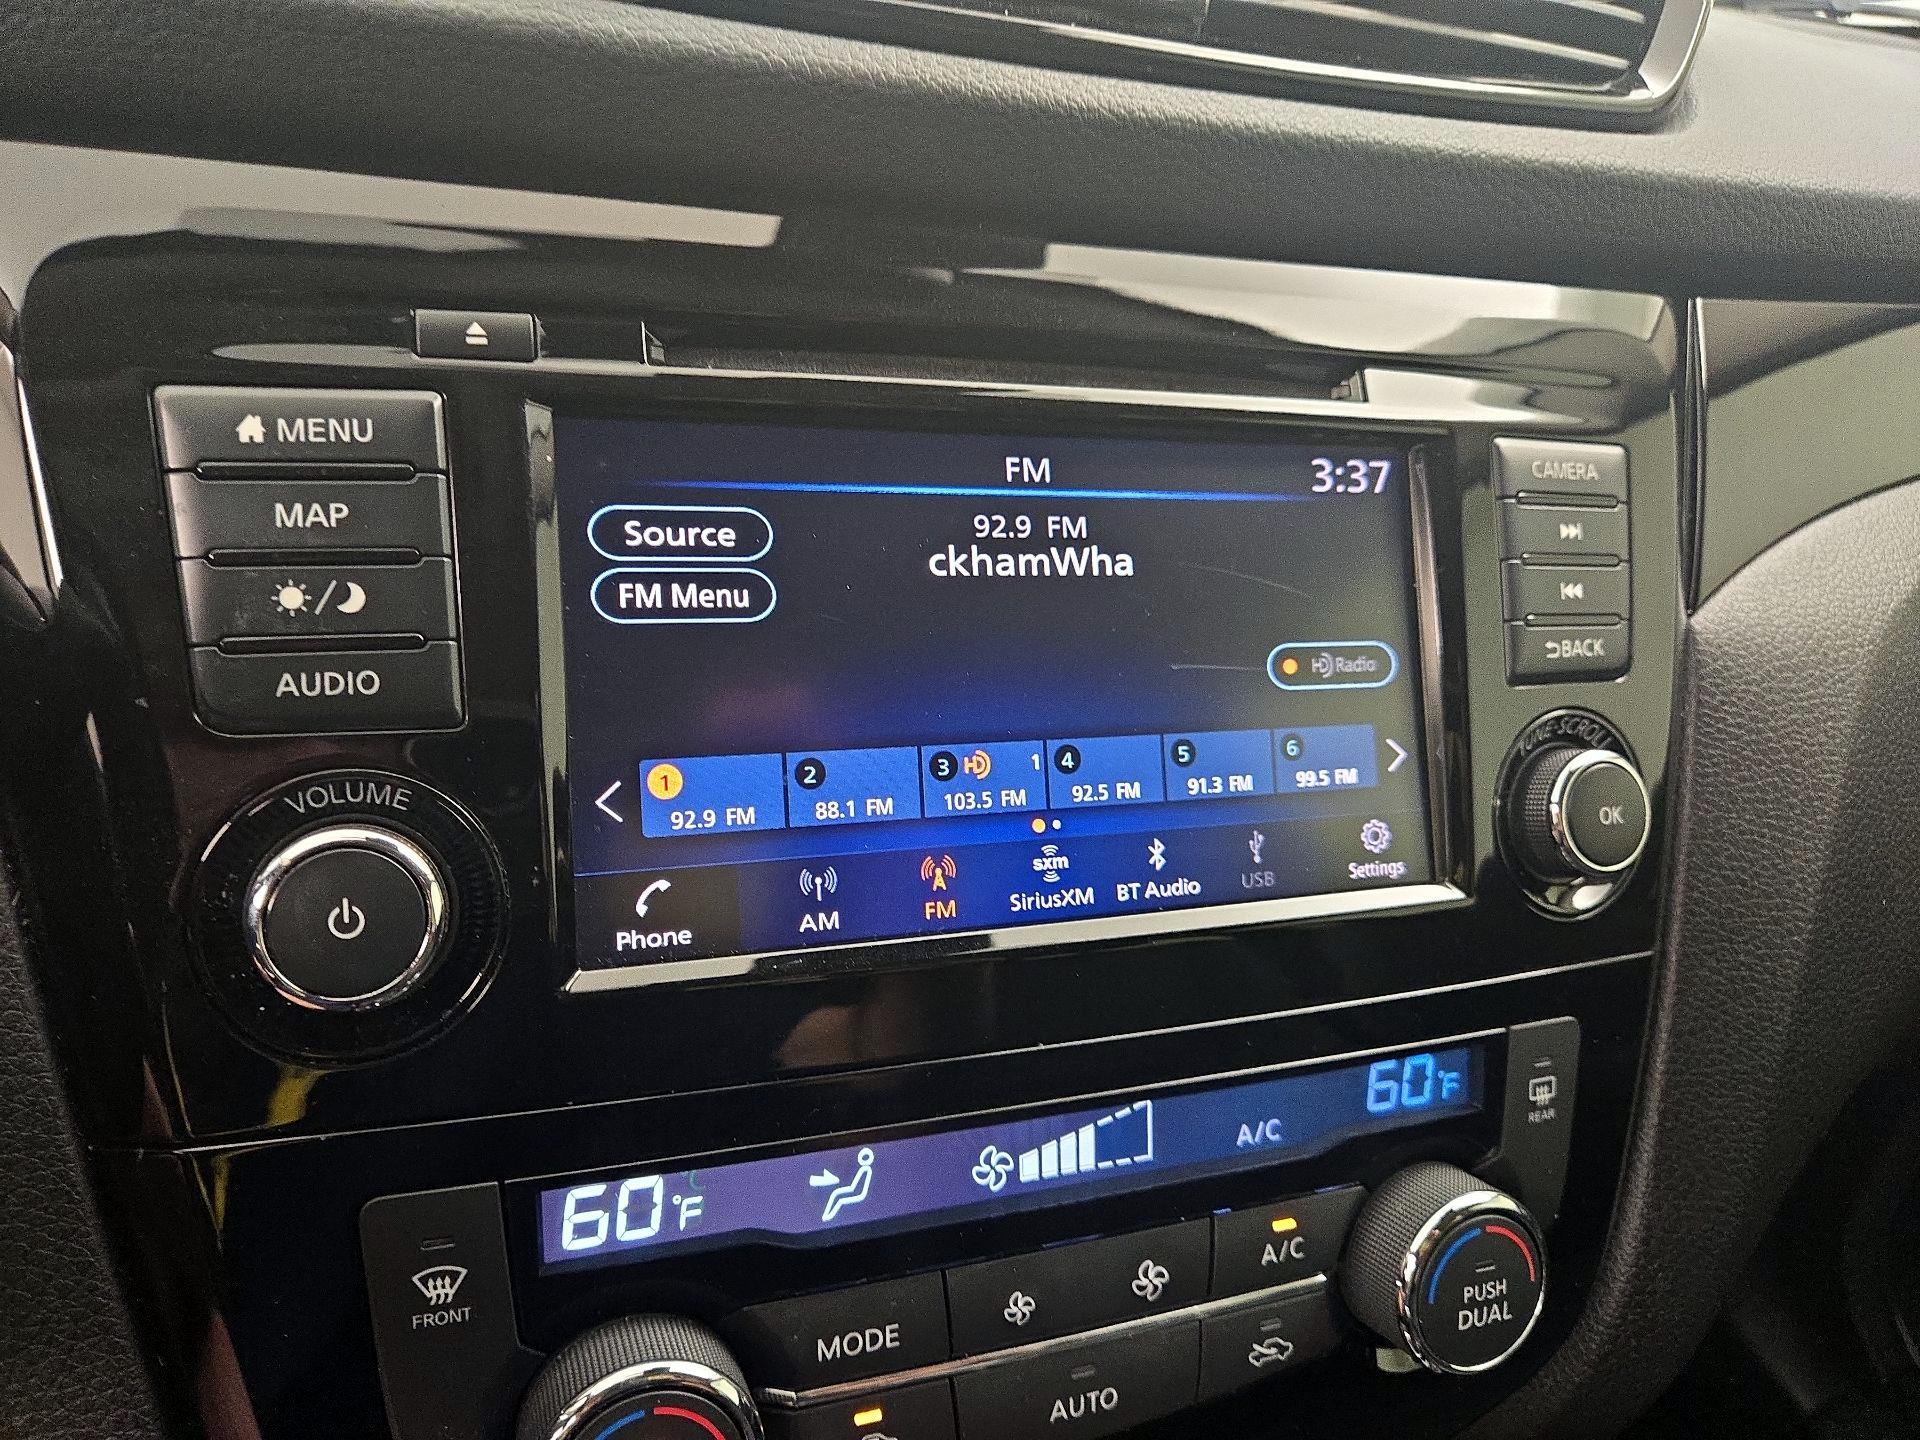 MENU
MAP
AUDIO
VOLUME
FM
3:37
Source
92.9 FM
ckhamWha
FM Menu
HD Radio
1
92.9 FM
2
88.1 FM
3 HD 1
103.5 FM
4
92.5 FM
5
91.3 FM
6
99.5 FM
Phone
AM
FM
sxm
SiriusXM
BT Audio
USB
Settings
CAMERA
BACK
TUNE·SCROLL
OK
60°F
A/C
60°F
REAR
FRONT
MODE
A/C
AUTO
PUSH
DUAL